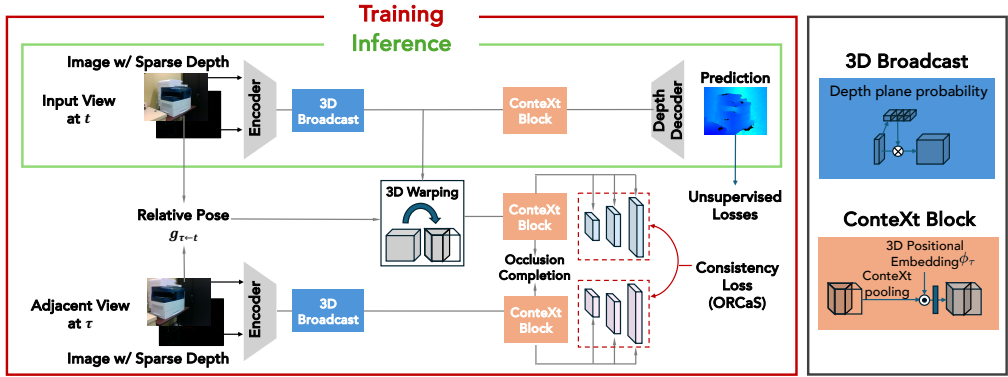 Training
Inference
Image w/ Sparse Depth
Input View
at t
Encoder
3D
Broadcast
ConteXt
Block
Depth
Decoder
Prediction
3D Warping
Relative Pose
g τ←t
ConteXt
Block
Unsupervised
Losses
Occlusion
Completion
Consistency
Loss
(ORCaS)
Adjacent View
at τ
Encoder
3D
Broadcast
ConteXt
Block
Image w/ Sparse Depth
3D Broadcast
Depth plane probability
ConteXt Block
3D Positional
Embedding ϕτ
ConteXt
pooling